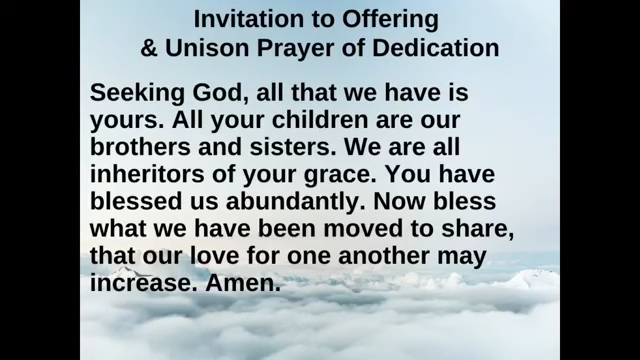 Invitation to Offering
& Unison Prayer of Dedication
Seeking God, all that we have is
yours. All your children are our
brothers and sisters. We are all
inheritors of your grace. You have
blessed us abundantly. Now bless
what we have been moved to share,
that our love for one another may
increase. Amen.